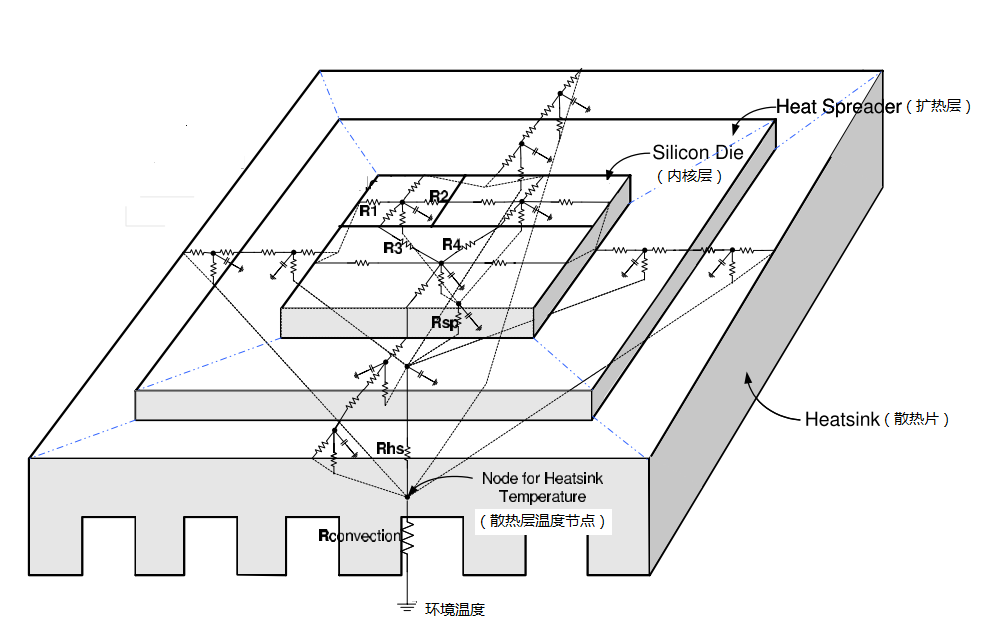 Heat Spreader（扩热层）
Silicon Die
（内核层）
R2
R1
R3
R4
Rsp
Heatsink（散热片）
Rhs
Node for Heatsink
Temperature
（散热层温度节点）
Rconvection
环境温度